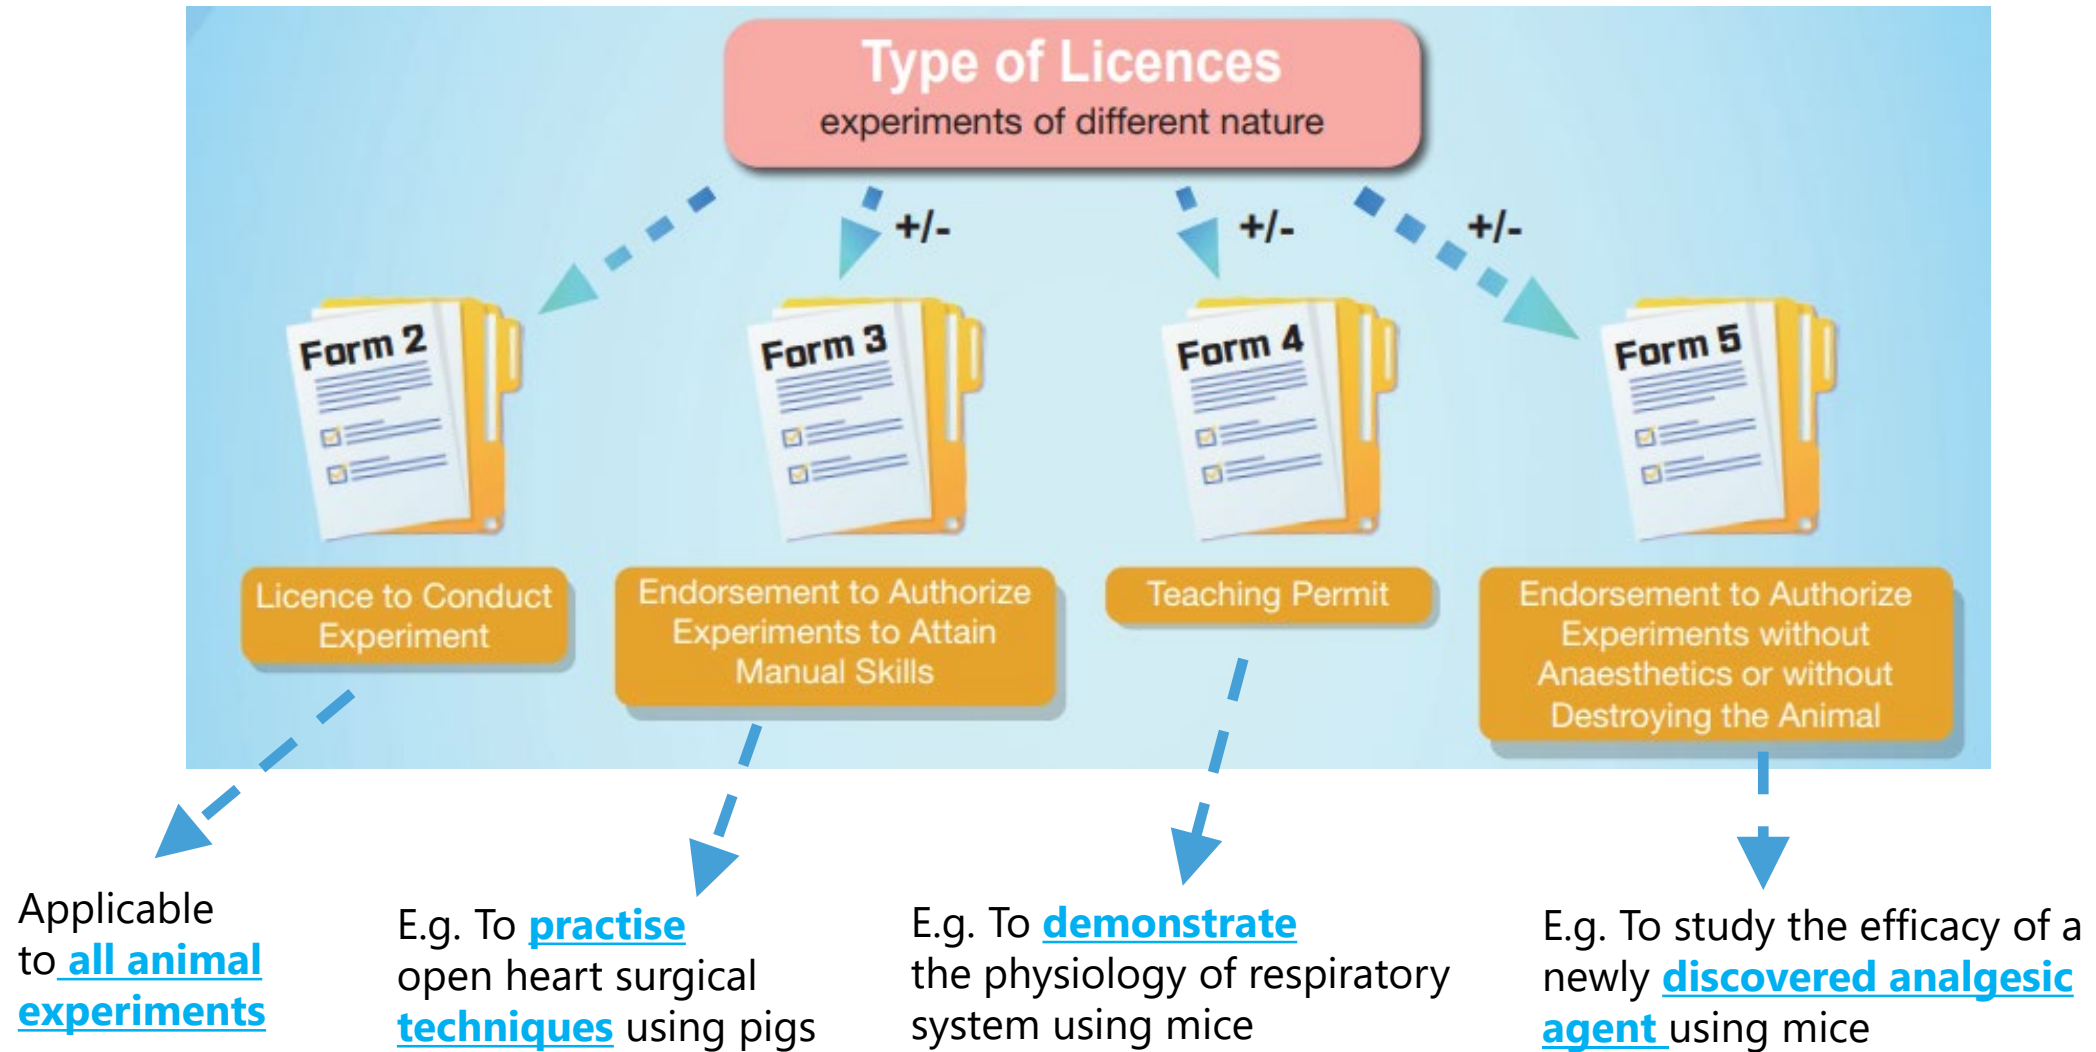 Type of Licences
experiments of different nature
+/-
+/-
+/-
Form 2
Form 3
Form 4
Form 5
Licence to Conduct
Experiment
Endorsement to Authorize
Experiments to Attain
Manual Skills
Teaching Permit
Endorsement to Authorize
Experiments without
Anaesthetics or without
Destroying the Animal
Applicable
to all animal
experiments
E.g. To practise
open heart surgical
techniques using pigs
E.g. To demonstrate
the physiology of respiratory
system using mice
E.g. To study the efficacy of a
newly discovered analgesic
agent using mice